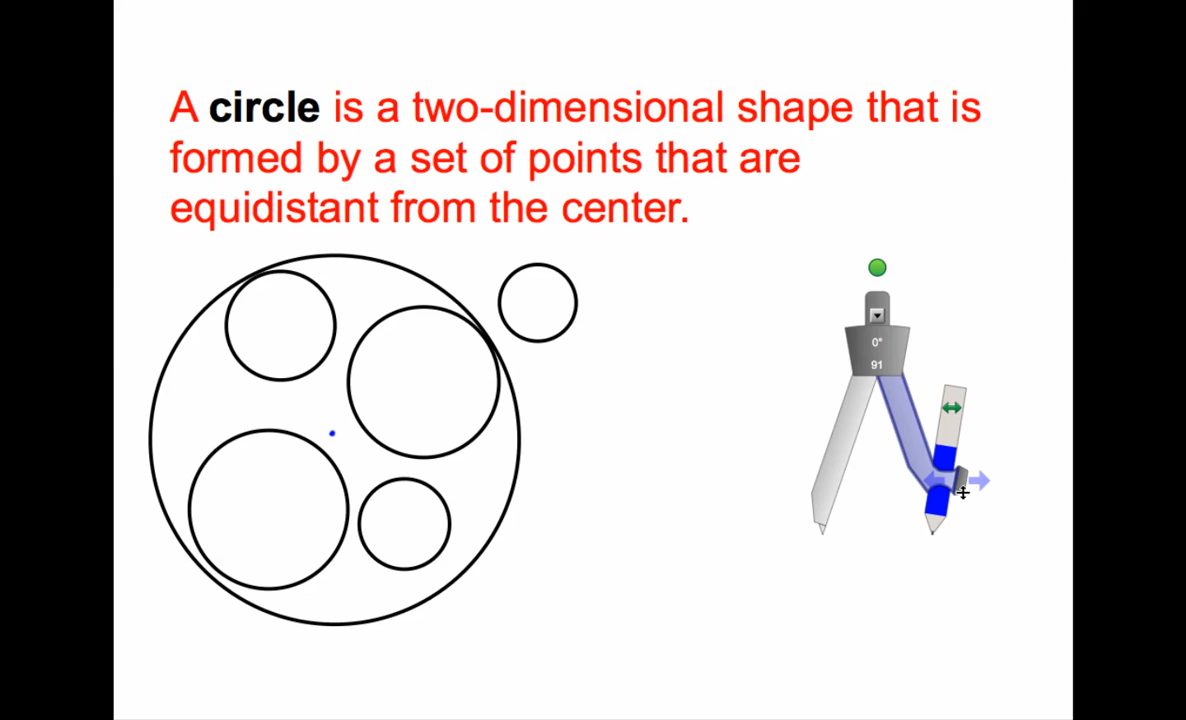 A circle is a two-dimensional shape that is
formed by a set of points that are
equidistant from the center.
0°
91